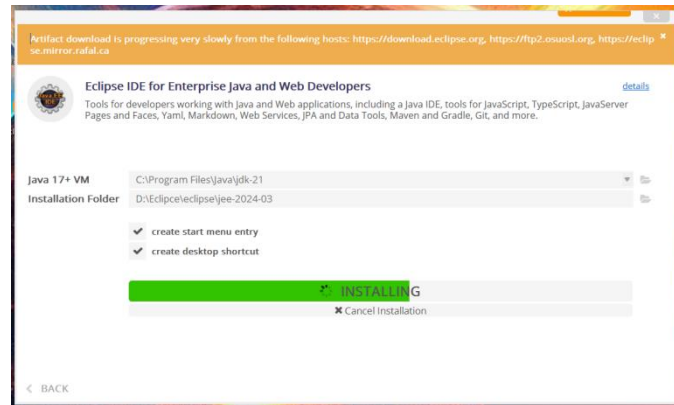 Artifact download is progressing very slowly from the following hosts: https://download.eclipse.org, https://ftp2.osuosl.org, https://eclip
se.mirror.rafal.ca
Eclipse IDE for Enterprise Java and Web Developers
details
Tools for developers working with Java and Web applications, including a Java IDE, tools for JavaScript, TypeScript, JavaServer
Pages and Faces, Yaml, Markdown, Web Services, JPA and Data Tools, Maven and Gradle, Git, and more.
Java 17+ VM
C:\Program Files\Java\jdk-21
Installation Folder
D:\Eclipce\eclipse\jee-2024-03
create start menu entry
create desktop shortcut
INSTALLING
Cancel Installation
BACK